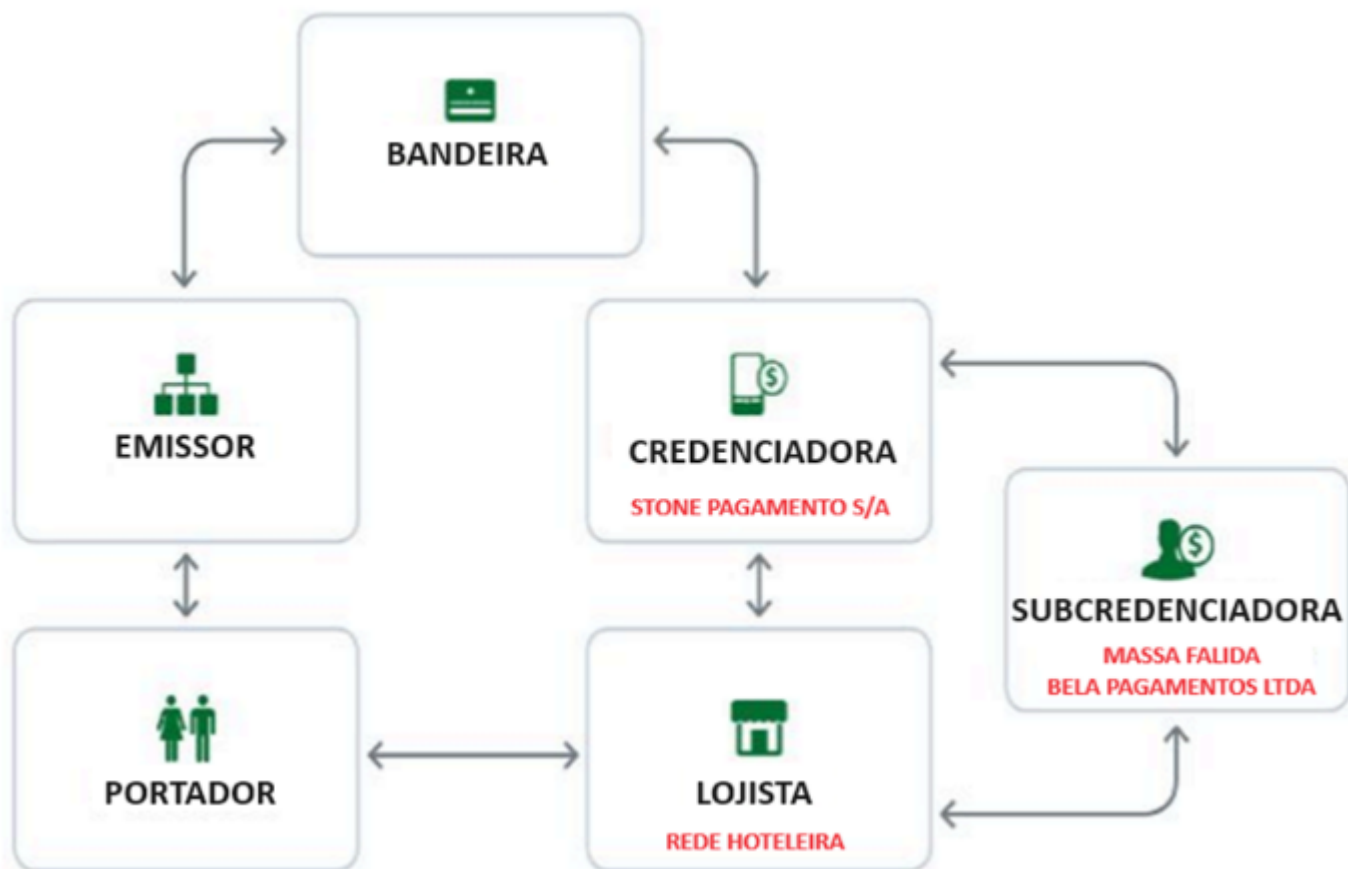 BANDEIRA
EMISSOR
CREDENCIADORA
STONE PAGAMENTO S/A
SUBCREDENCIADORA
MASSA FALIDA
BELA PAGAMENTOS LTDA
PORTADOR
LOJISTA
REDE HOTELEIRA